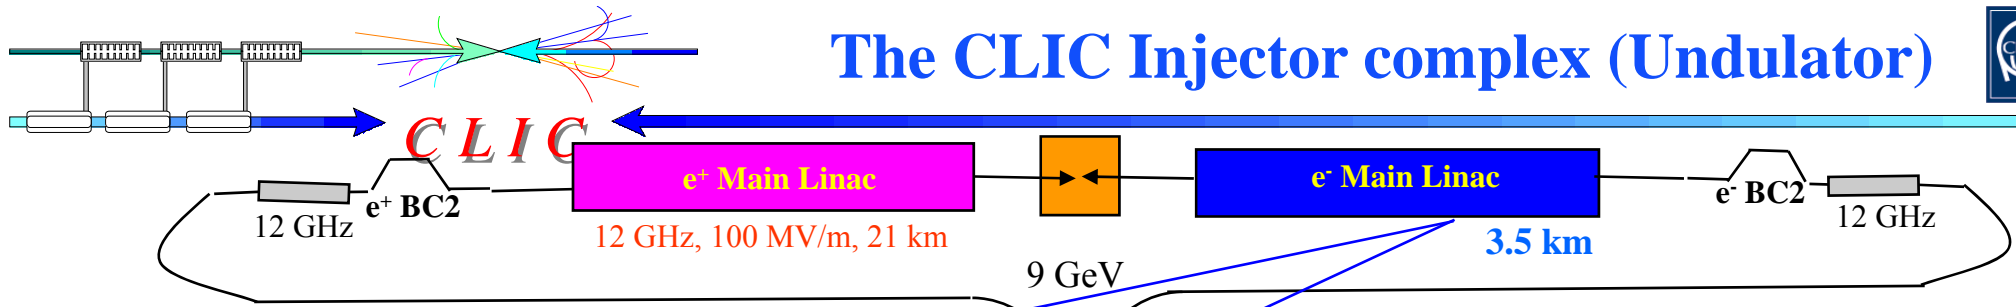 The CLIC Injector complex (Undulator)
C L I C
e⁺ Main Linac
e⁻ Main Linac
e⁺ BC2
e⁻ BC2
12 GHz
12 GHz
12 GHz, 100 MV/m, 21 km
3.5 km
9 GeV